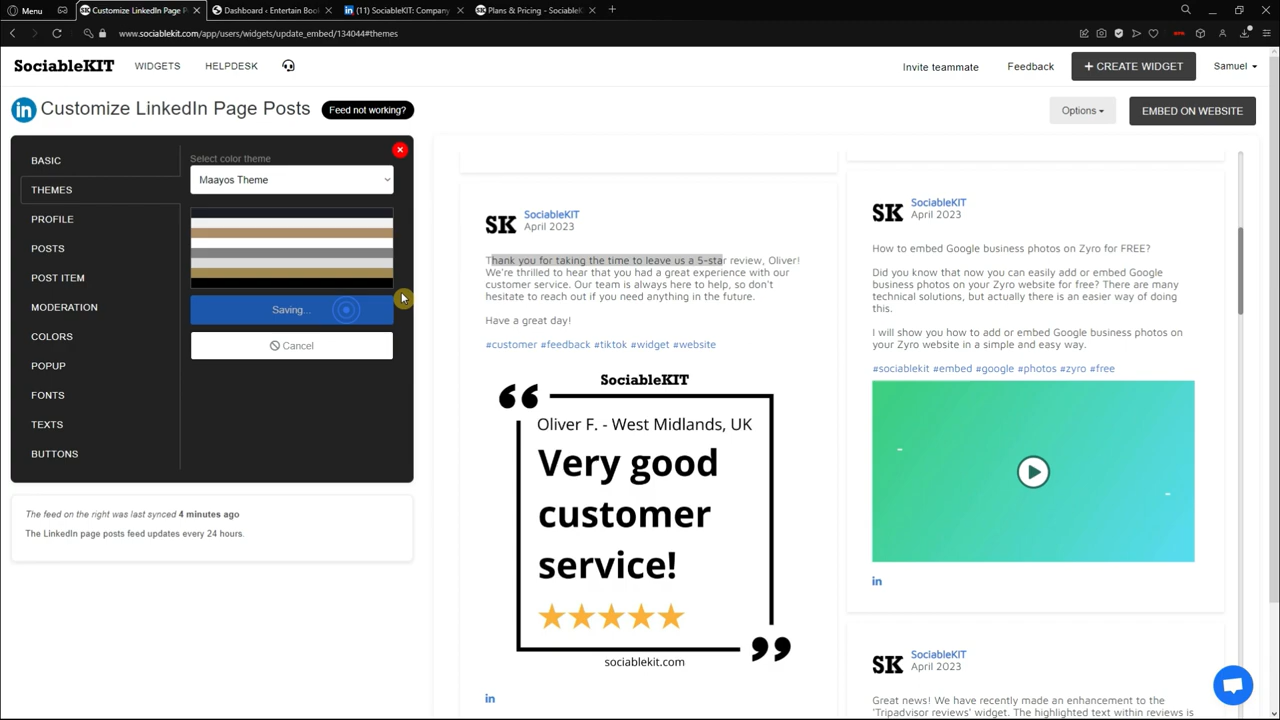 Menu
Customize LinkedIn Page P
Dashboard ‹ Entertain Boo
(11) SociableKIT: Company
Plans & Pricing - SociableK
www.sociablekit.com/app/users/widgets/update_embed/134044#themes
SociableKIT
WIDGETS
HELPDESK
Invite teammate
Feedback
+ CREATE WIDGET
Samuel
Customize LinkedIn Page Posts
Feed not working?
Options
EMBED ON WEBSITE
BASIC
THEMES
PROFILE
POSTS
POST ITEM
MODERATION
COLORS
POPUP
FONTS
TEXTS
BUTTONS
Select color theme
Maayos Theme
Saving...
Cancel
The feed on the right was last synced 4 minutes ago
The LinkedIn page posts feed updates every 24 hours.
SK
SociableKIT
April 2023
Thank you for taking the time to leave us a 5-star review, Oliver!
We're thrilled to hear that you had a great experience with our
customer service. Our team is always here to help, so don't
hesitate to reach out if you need anything in the future.
Have a great day!
#customer #feedback #tiktok #widget #website
SociableKIT
Oliver F. - West Midlands, UK
Very good
customer
service!
sociablekit.com
in
SK
SociableKIT
April 2023
How to embed Google business photos on Zyro for FREE?
Did you know that now you can easily add or embed Google
business photos on your Zyro website for free? There are many
technical solutions, but actually there is an easier way of doing
this.
I will show you how to add or embed Google business photos on
your Zyro website in a simple and easy way.
#sociablekit #embed #google #photos #zyro #free
in
SK
SociableKIT
April 2023
Great news! We have recently made an enhancement to the
'Tripadvisor reviews' widget. The highlighted text within reviews is